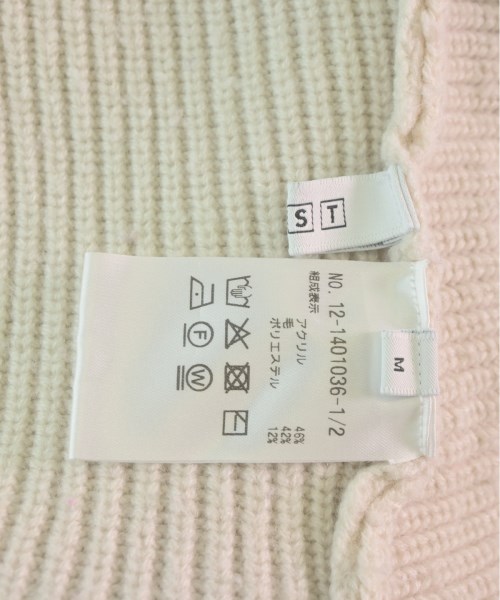 ST
M
NO. 12-1401036-1/2
組成表示
アクリル 46%
毛 42%
ポリエステル 12%
F
W